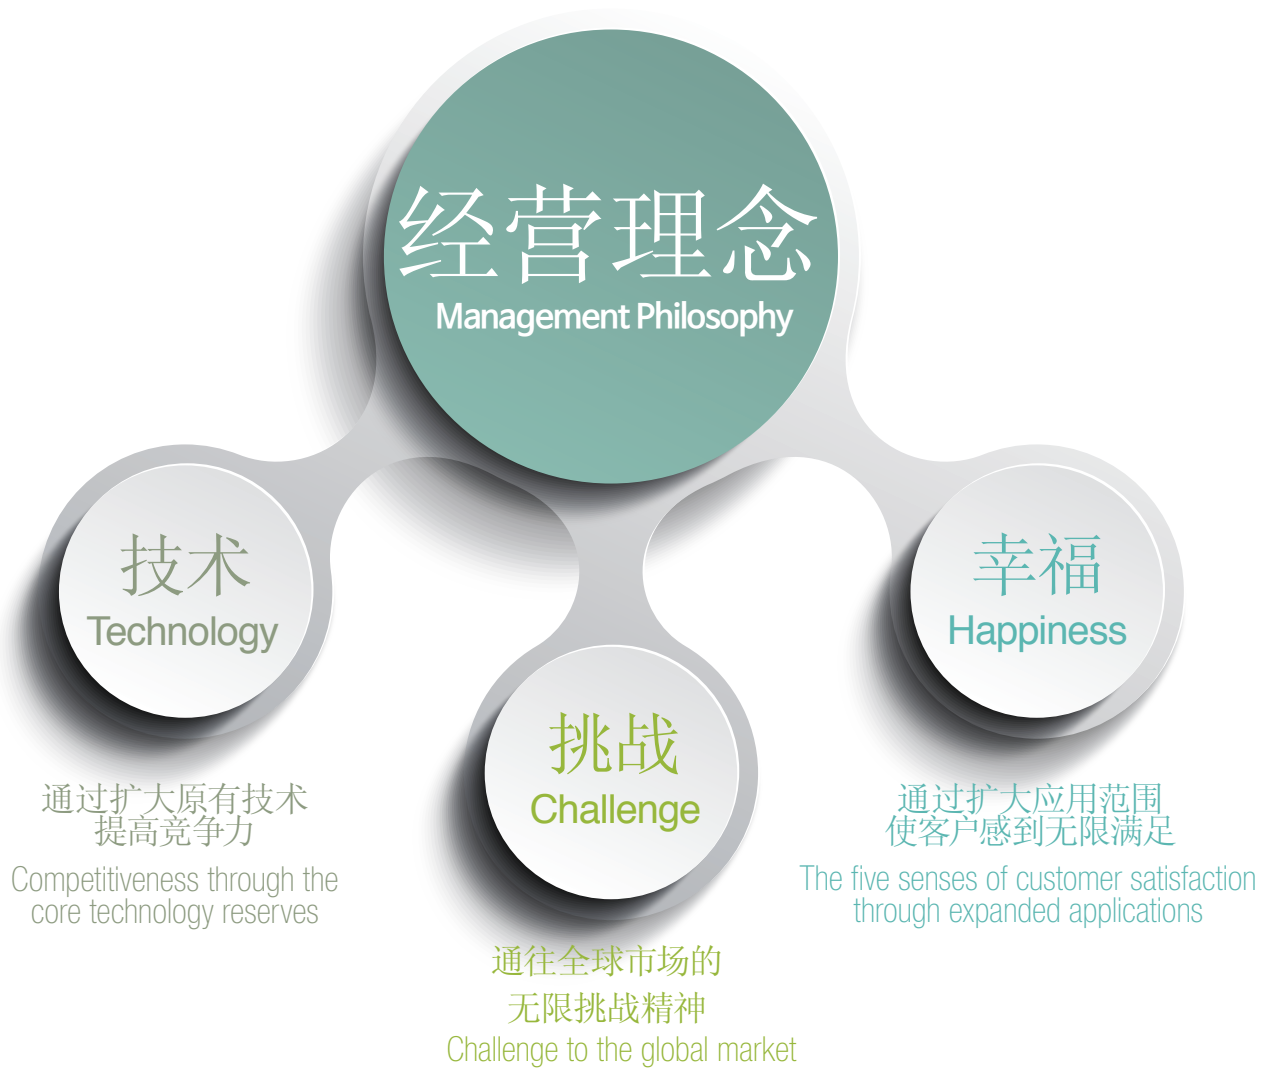 经营理念
Management Philosophy
技术
Technology
通过扩大原有技术
提高竞争力
Competitiveness through the
core technology reserves
挑战
Challenge
通往全球市场的
无限挑战精神
Challenge to the global market
幸福
Happiness
通过扩大应用范围
使客户感到无限满足
The five senses of customer satisfaction
through expanded applications